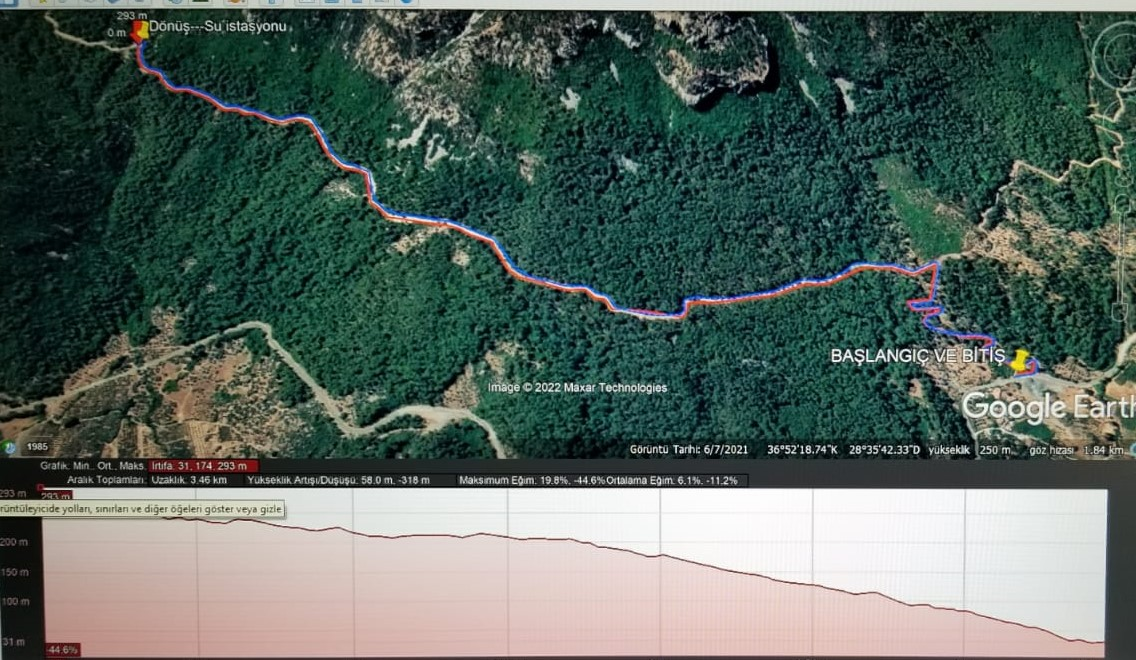 293 m
0 m
Dönüş---Su istasyonu
BAŞLANGIÇ VE BİTİŞ
Image © 2022 Maxar Technologies
Google Earth
1985
Görüntü Tarihi: 6/7/2021 36°52'18.74"K 28°35'42.33"D yükseklik 250 m göz hizası 1.84 km
Grafik: Min., Ort., Maks. İrtifa: 31, 174, 293 m
Aralık Toplamları: Uzaklık: 3,46 km Yükseklik Artışı/Düşüşü: 58.0 m, -318 m Maksimum Eğim: 19.8%, -44.6% Ortalama Eğim: 6.1%, -11.2%
293 m
293 m
rüntüleyicide yolları, sınırları ve diğer öğeleri göster veya gizle
200 m
150 m
100 m
31 m
-44.6%